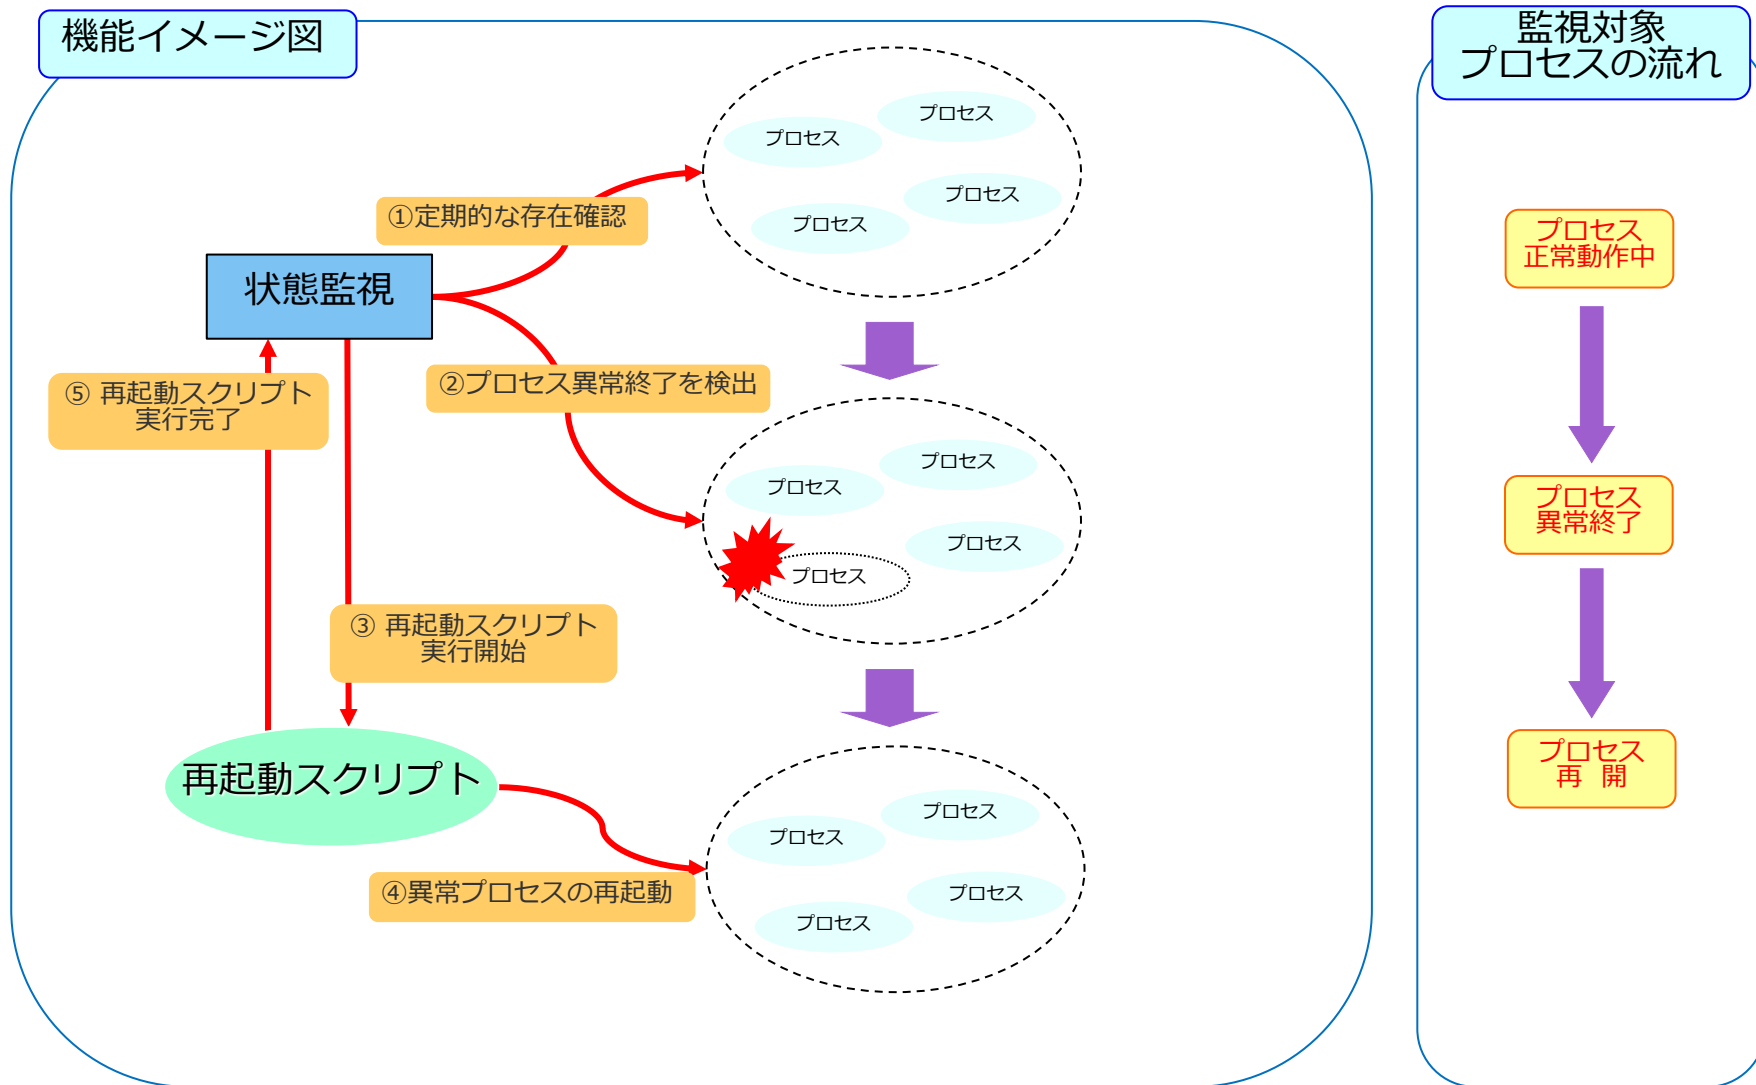 機能イメージ図
プロセス
プロセス
プロセス
プロセス
①定期的な存在確認
状態監視
②プロセス異常終了を検出
⑤ 再起動スクリプト
実行完了
プロセス
プロセス
プロセス
プロセス
③ 再起動スクリプト
実行開始
再起動スクリプト
プロセス
プロセス
プロセス
プロセス
④異常プロセスの再起動
監視対象
プロセスの流れ
プロセス
正常動作中
プロセス
異常終了
プロセス
再 開